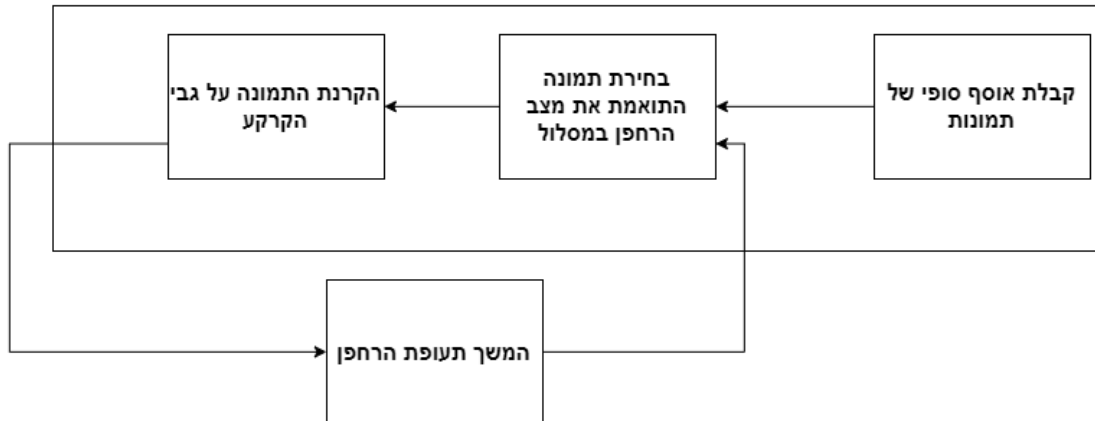 קבלת אוסף סופי של
תמונות
בחירת תמונה
התואמת את מצב
הרחפן במסלול
הקרנת התמונה על גבי
הקרקע
המשך תעופת הרחפן